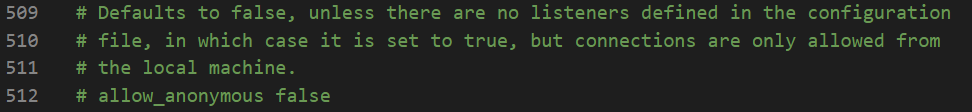 509 # Defaults to false, unless there are no listeners defined in the configuration
510 # file, in which case it is set to true, but connections are only allowed from
511 # the local machine.
512 # allow_anonymous false